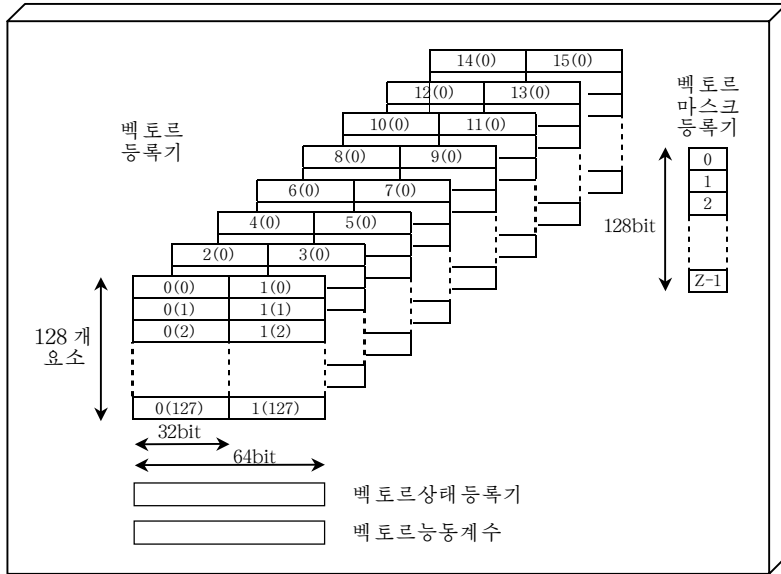 14(0) 15(0)
12(0) 13(0)
10(0) 11(0)
8(0) 9(0)
6(0) 7(0)
4(0) 5(0)
2(0) 3(0)
0(0) 1(0)
0(1) 1(1)
0(2) 1(2)
0(127) 1(127)
벡토르
등록기
128개
요소
32bit
64bit
벡토르상태등록기
벡토르능동계수
벡토르
마스크
등록기
0
1
2
Z-1
128bit